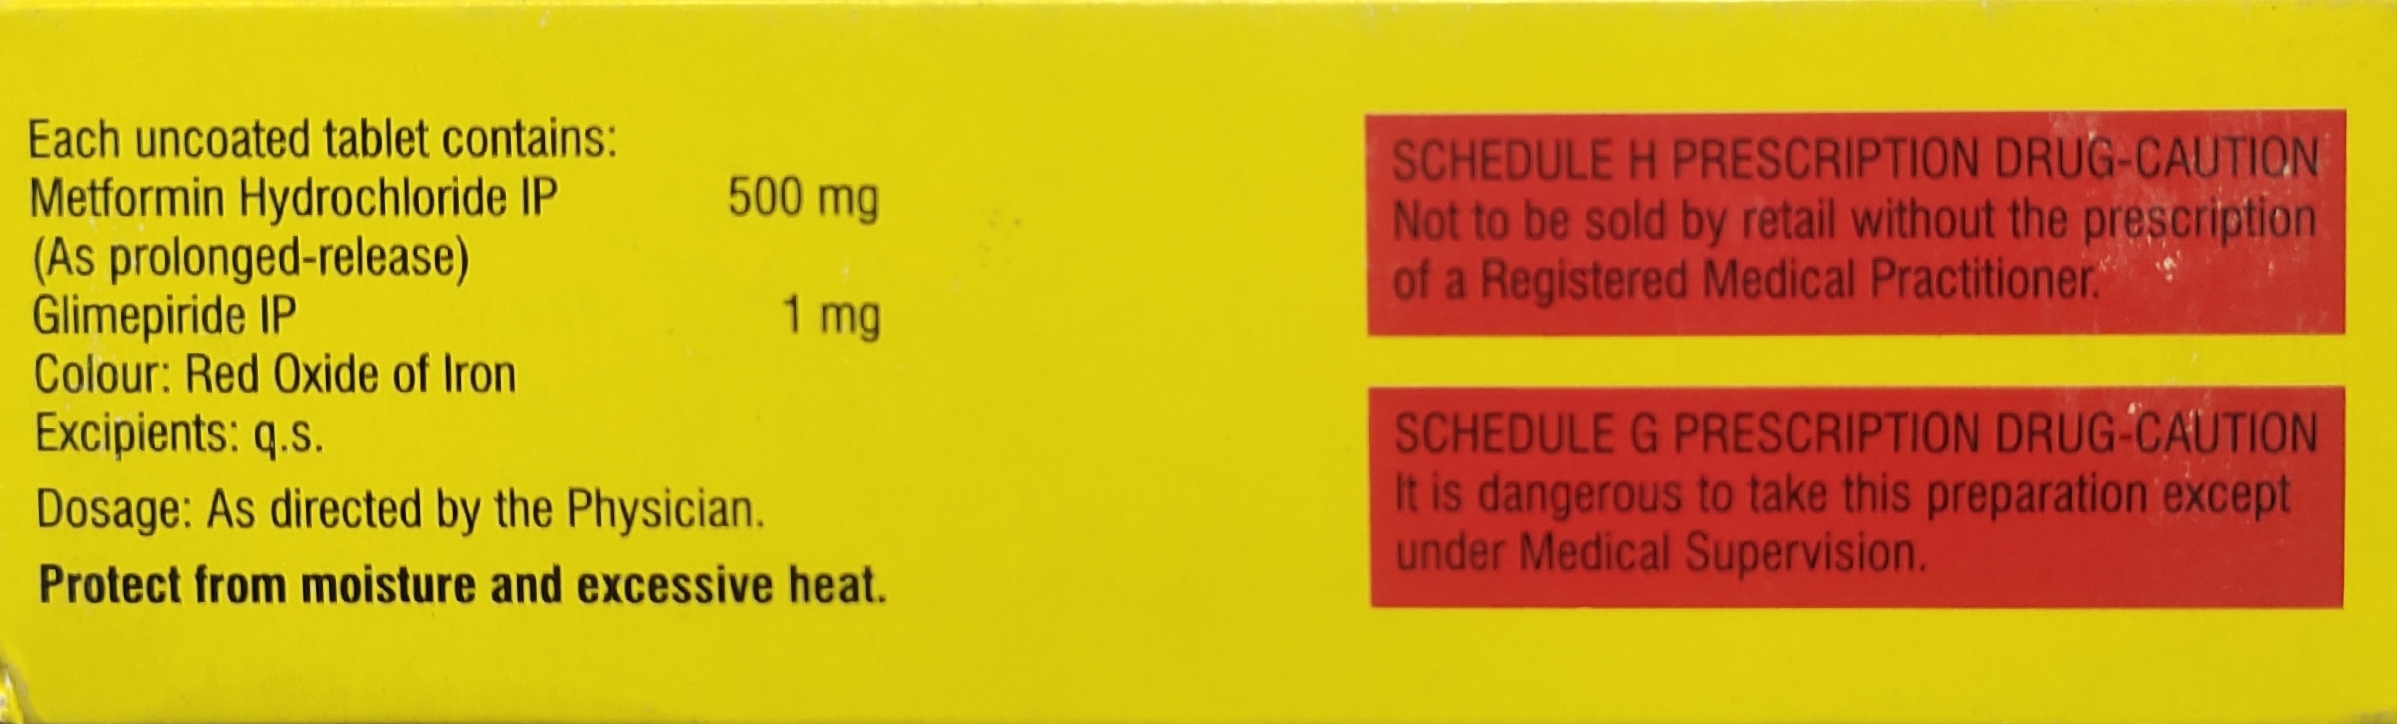 Each uncoated tablet contains:
Metformin Hydrochloride IP 500 mg
(As prolonged-release)
Glimepiride IP 1 mg
Colour: Red Oxide of Iron
Excipients: q.s.
Dosage: As directed by the Physician.
Protect from moisture and excessive heat.
SCHEDULE H PRESCRIPTION DRUG-CAUTION
Not to be sold by retail without the prescription
of a Registered Medical Practitioner.
SCHEDULE G PRESCRIPTION DRUG-CAUTION
It is dangerous to take this preparation except
under Medical Supervision.